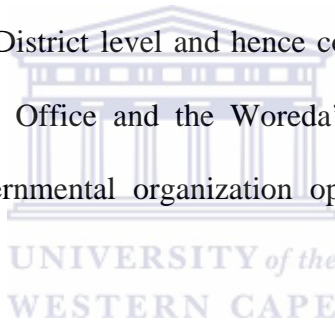 District level and hence co
Office and the Woreda'
ernmental organization op
UNIVERSITY of the
WESTERN CAPE